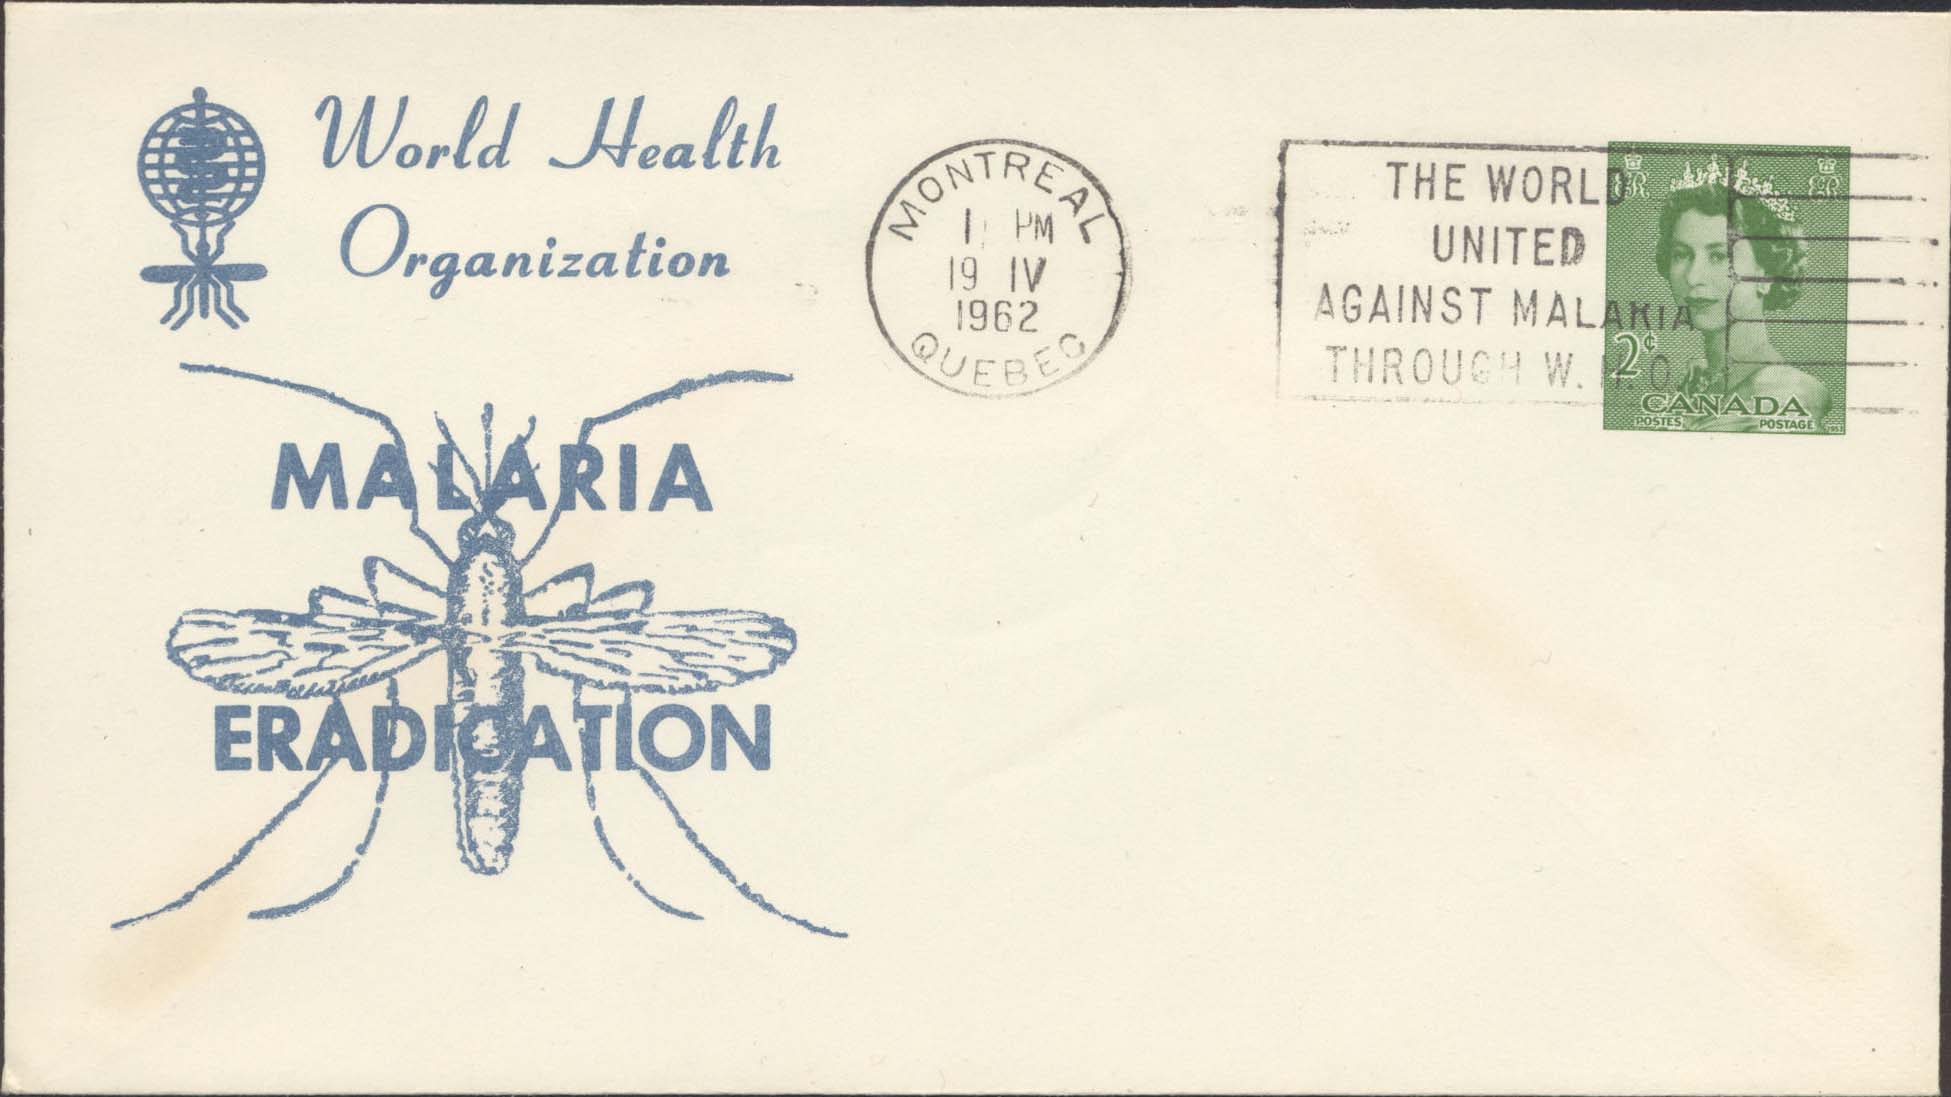 World Health
Organization
MALARIA
ERADICATION
MONTREAL
PM
19 IV
1962
QUEBEC
THE WORLD
UNITED
AGAINST MALARIA
THROUGH W.H.O.
2¢
CANADA
POSTES POSTAGE
1953